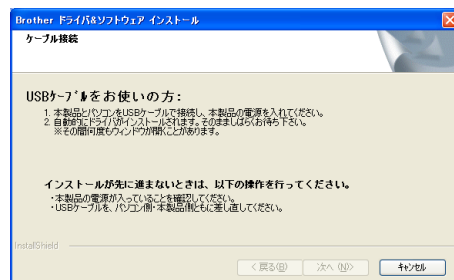 Brother ドライバ&ソフトウェア インストール
ケーブル接続
USBケーブルをお使いの方:
1. 本製品とパソコンをUSBケーブルで接続し、本製品の電源を入れてください。
2. 自動的にドライバがインストールされます。そのまましばらくお待ち下さい。
※その間何度もウィンドウが開くことがあります。
インストールが先に進まないときは、以下の操作を行ってください。
・本製品の電源が入っていることを確認してください。
・USBケーブルを、パソコン側・本製品側ともに差し直してください。
InstallShield
< 戻る(B)
次へ (N)>
キャンセル